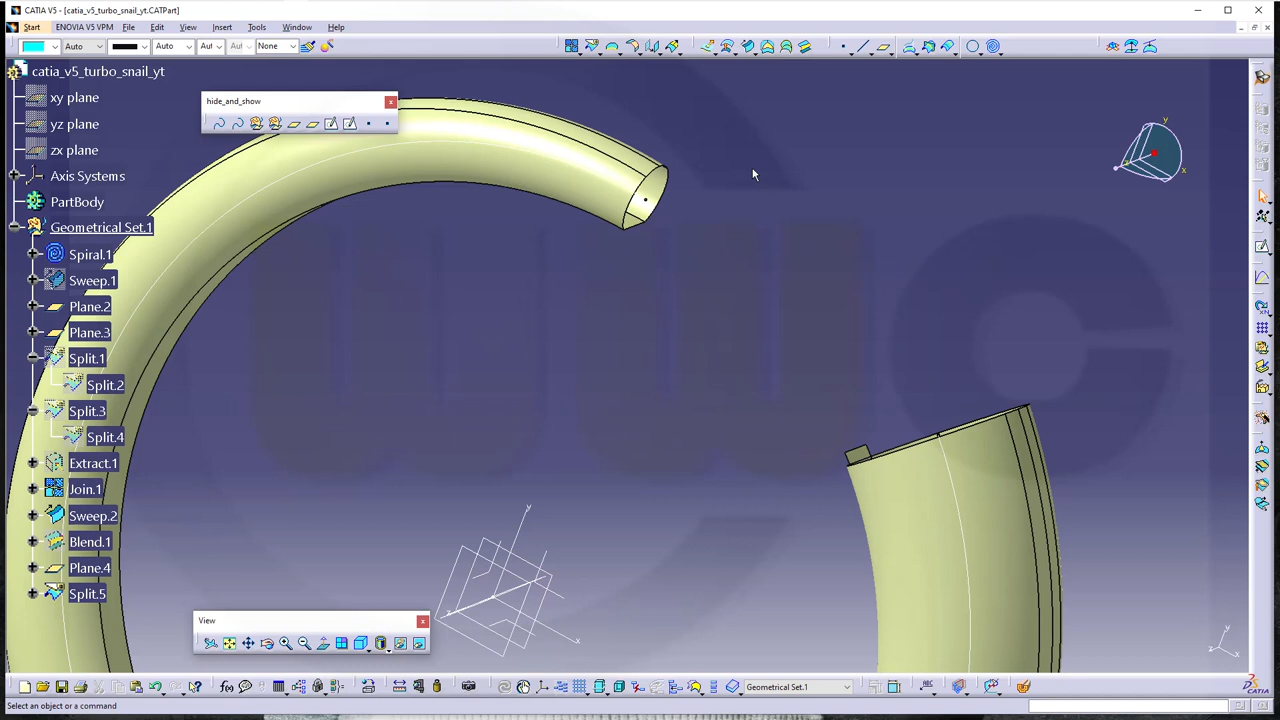 CATIA V5 - [catia_v5_turbo_snail_yt.CATPart]
Start ENOVIA V5 VPM File Edit View Insert Tools Window Help
Auto Auto Aut Aut None
catia_v5_turbo_snail_yt
hide_and_show
xy plane
yz plane
zx plane
Axis Systems
PartBody
Geometrical Set.1
Spiral.1
Sweep.1
Plane.2
Plane.3
Split.1
Split.2
Split.3
Split.4
Extract.1
Join.1
Sweep.2
Blend.1
Plane.4
Split.5
y
x
z
y
x
z
View
y
z x
Geometrical Set.1
Select an object or a command
CATIA